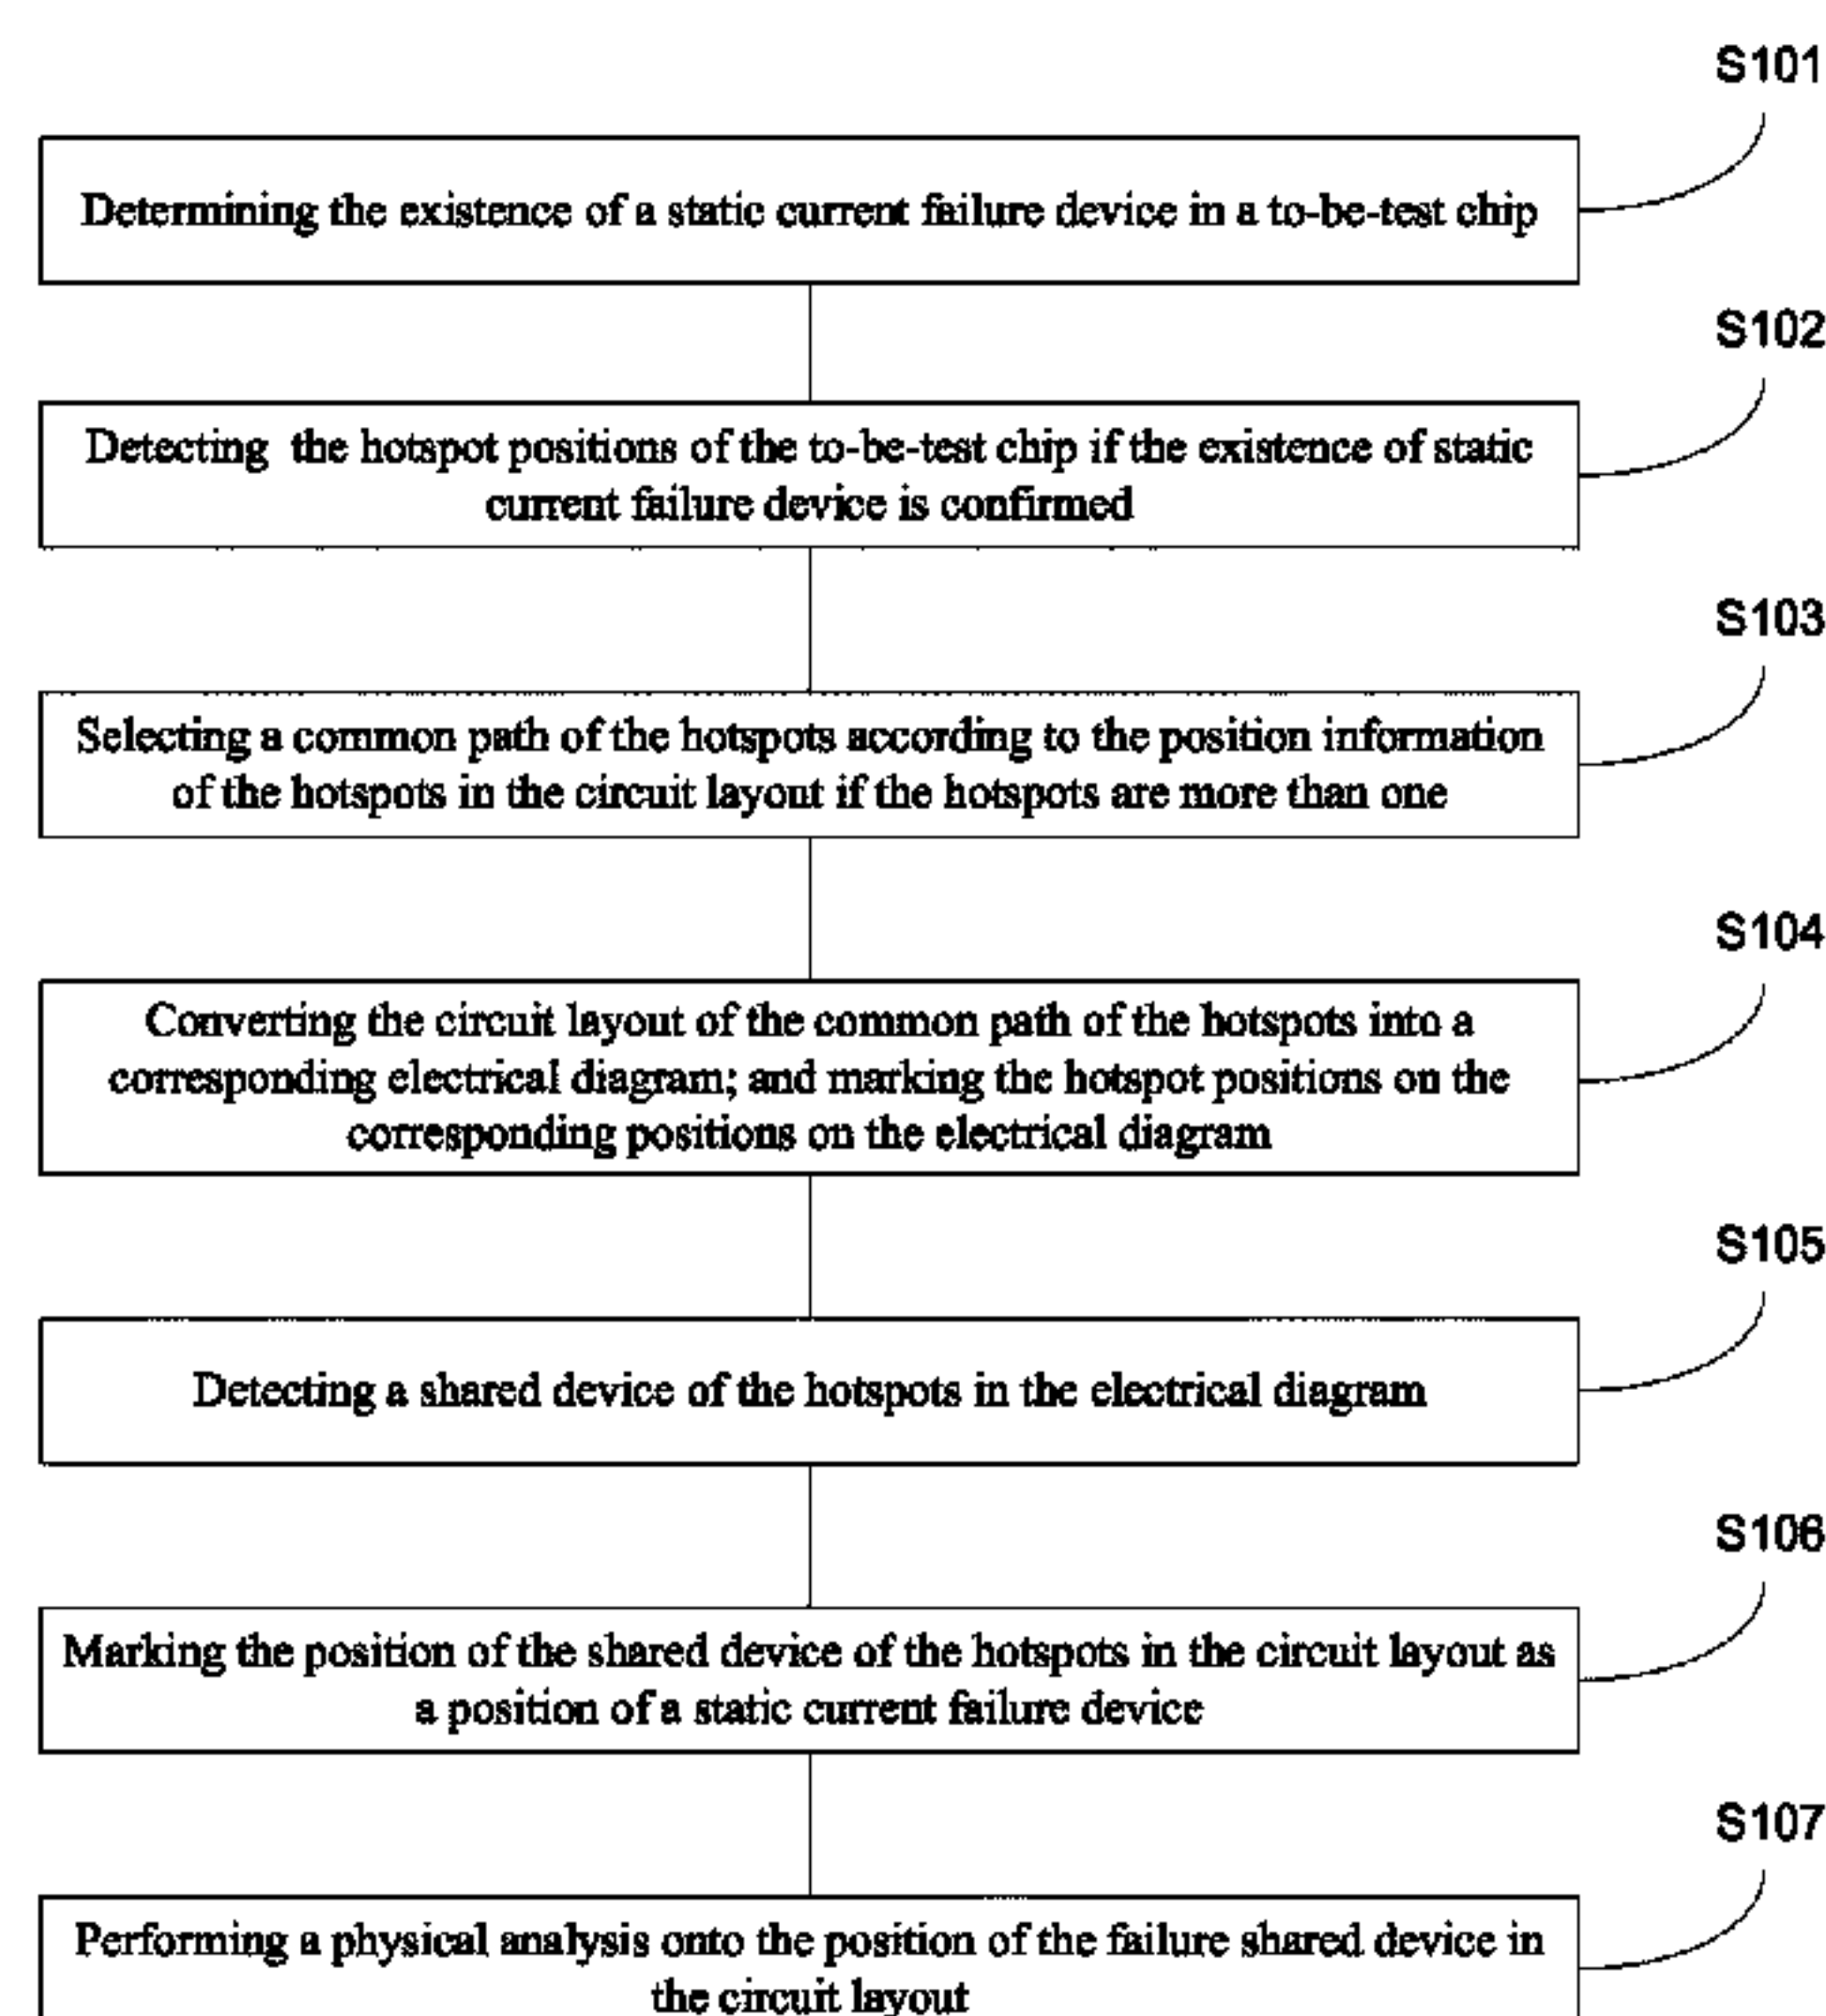 S101
Determining the existence of a static current failure device in a to-be-test chip
S102
Detecting the hotspot positions of the to-be-test chip if the existence of static
current failure device is confirmed
S103
Selecting a common path of the hotspots according to the position information
of the hotspots in the circuit layout if the hotspots are more than one
S104
Converting the circuit layout of the common path of the hotspots into a
corresponding electrical diagram; and marking the hotspot positions on the
corresponding positions on the electrical diagram
S105
Detecting a shared device of the hotspots in the electrical diagram
S106
Marking the position of the shared device of the hotspots in the circuit layout as
a position of a static current failure device
S107
Performing a physical analysis onto the position of the failure shared device in
the circuit layout